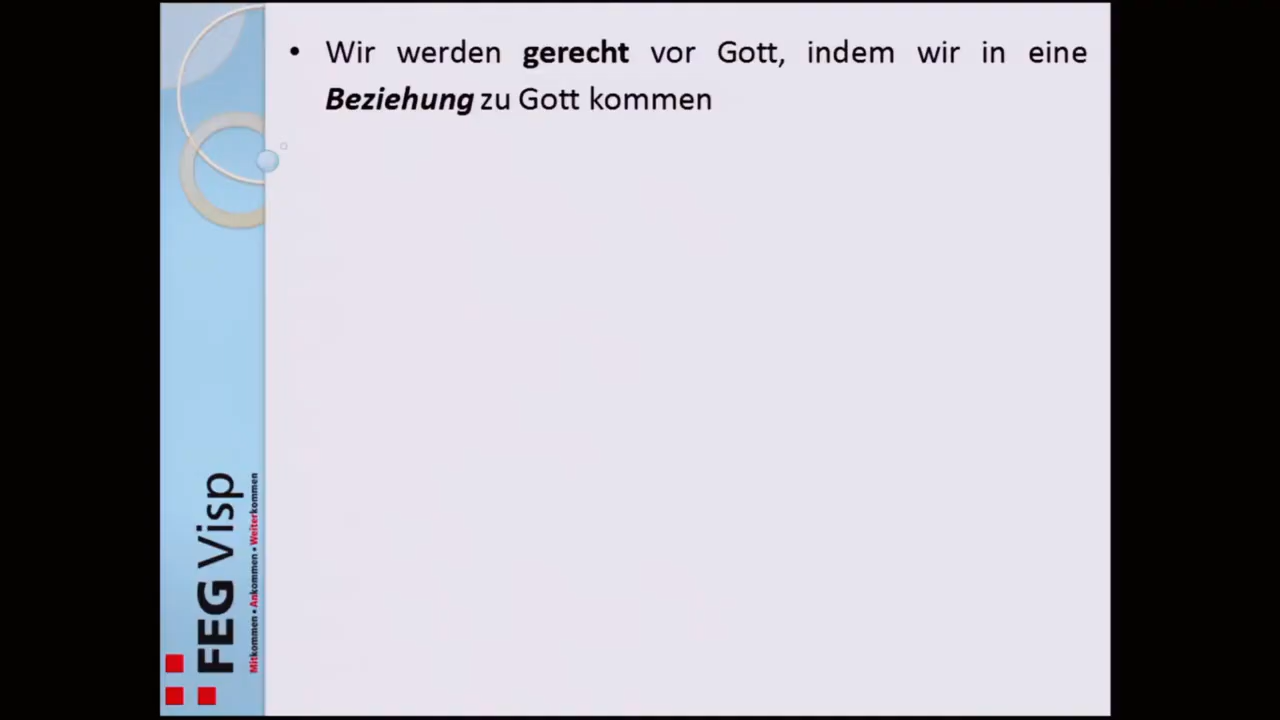 • Wir werden gerecht vor Gott, indem wir in eine
Beziehung zu Gott kommen
FEG Visp
Mitkommen • Ankommen • Weiterkommen